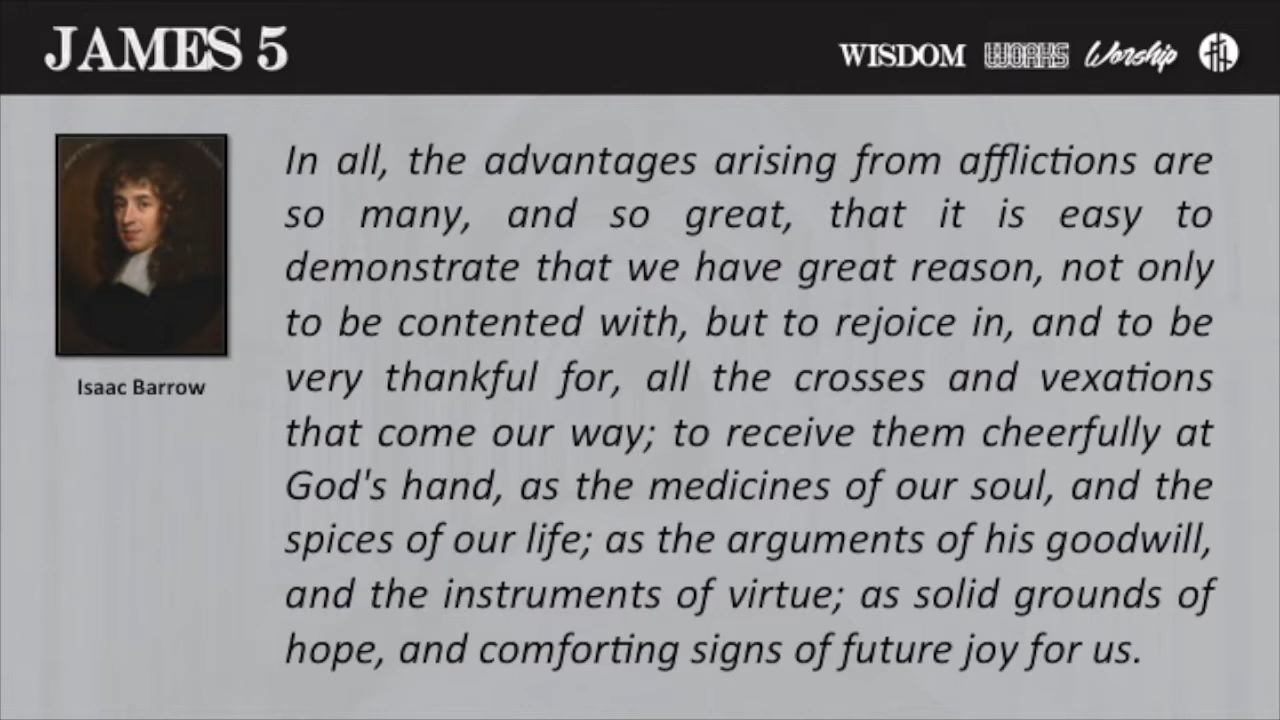 JAMES 5
WISDOM WORKS Worship
In all, the advantages arising from afflictions are
so many, and so great, that it is easy to
demonstrate that we have great reason, not only
to be contented with, but to rejoice in, and to be
very thankful for, all the crosses and vexations
that come our way; to receive them cheerfully at
God's hand, as the medicines of our soul, and the
spices of our life; as the arguments of his goodwill,
and the instruments of virtue; as solid grounds of
hope, and comforting signs of future joy for us.
Isaac Barrow